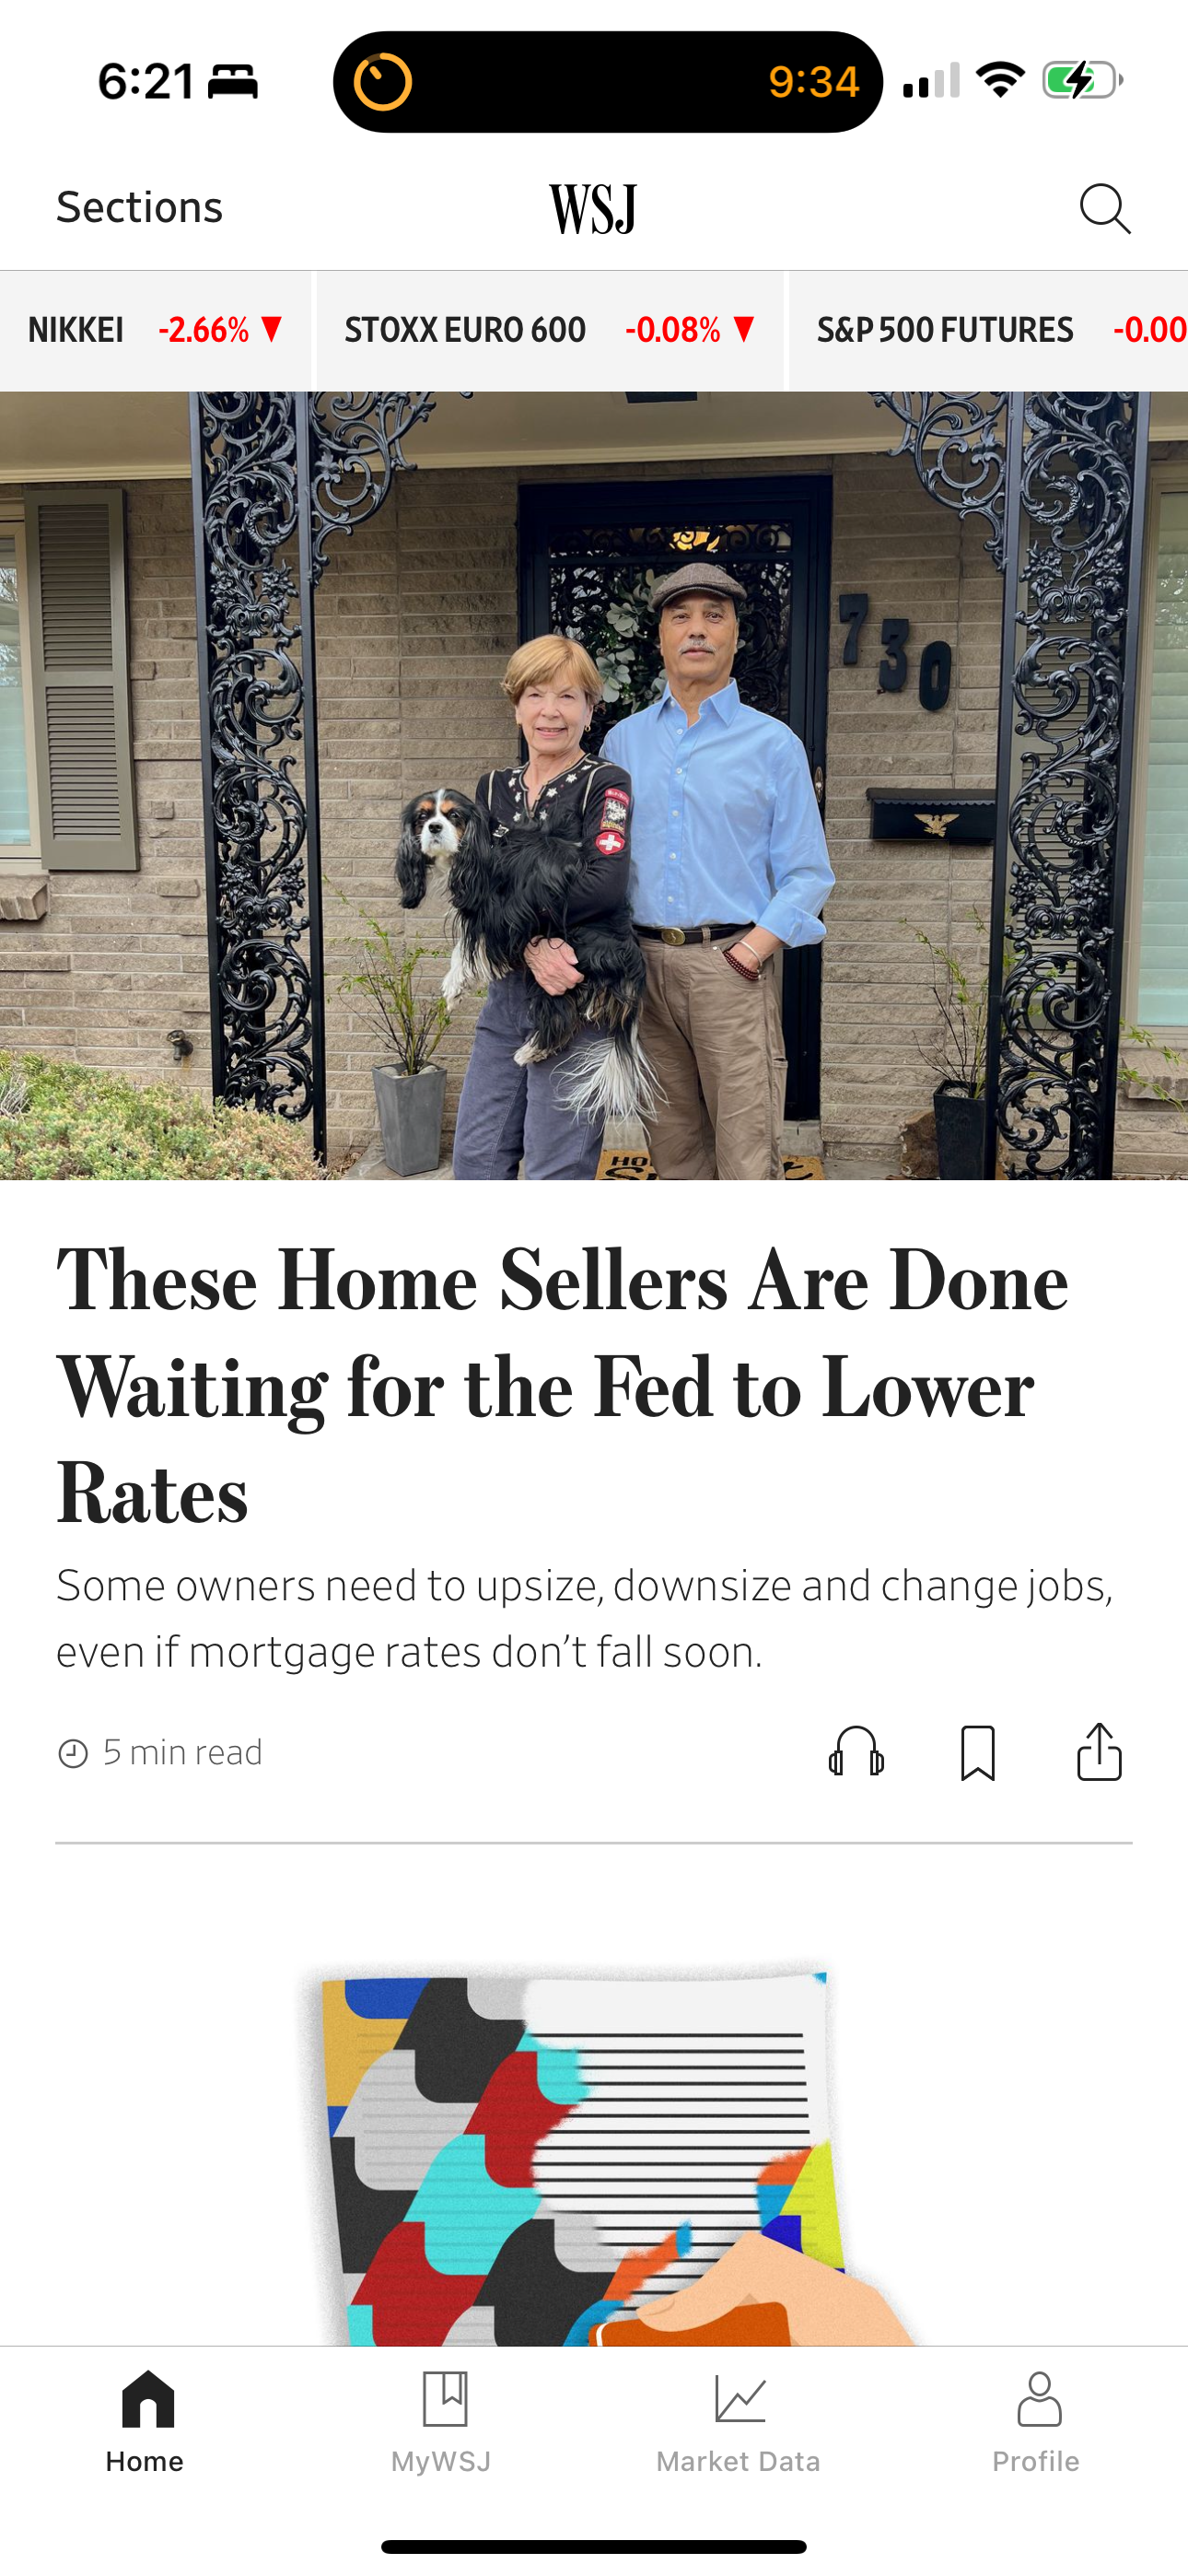 6:21
9:34
Sections
WSJ
NIKKEI -2.66% ▼
STOXX EURO 600 -0.08% ▼
S&P 500 FUTURES -0.00
730
HO
These Home Sellers Are Done
Waiting for the Fed to Lower
Rates
Some owners need to upsize, downsize and change jobs,
even if mortgage rates don’t fall soon.
5 min read
Home
MyWSJ
Market Data
Profile